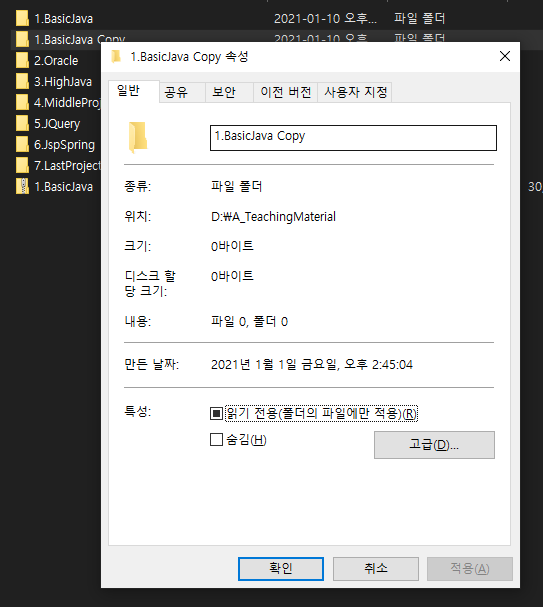 1.BasicJava 2021-01-10 오후... 파일 폴더
1.BasicJava Copy 2021-01-10 오후... 파일 폴더
2.Oracle
3.HighJava
4.MiddleProj
5.JQuery
6.JspSpring
7.LastProject
1.BasicJava 30,
1.BasicJava Copy 속성
일반 공유 보안 이전 버전 사용자 지정
1.BasicJava Copy
종류: 파일 폴더
위치: D:₩A_TeachingMaterial
크기: 0바이트
디스크 할
당 크기: 0바이트
내용: 파일 0, 폴더 0
만든 날짜: 2021년 1월 1일 금요일, 오후 2:45:04
특성: 읽기 전용(폴더의 파일에만 적용)(R)
숨김(H)
고급(D)...
확인 취소 적용(A)